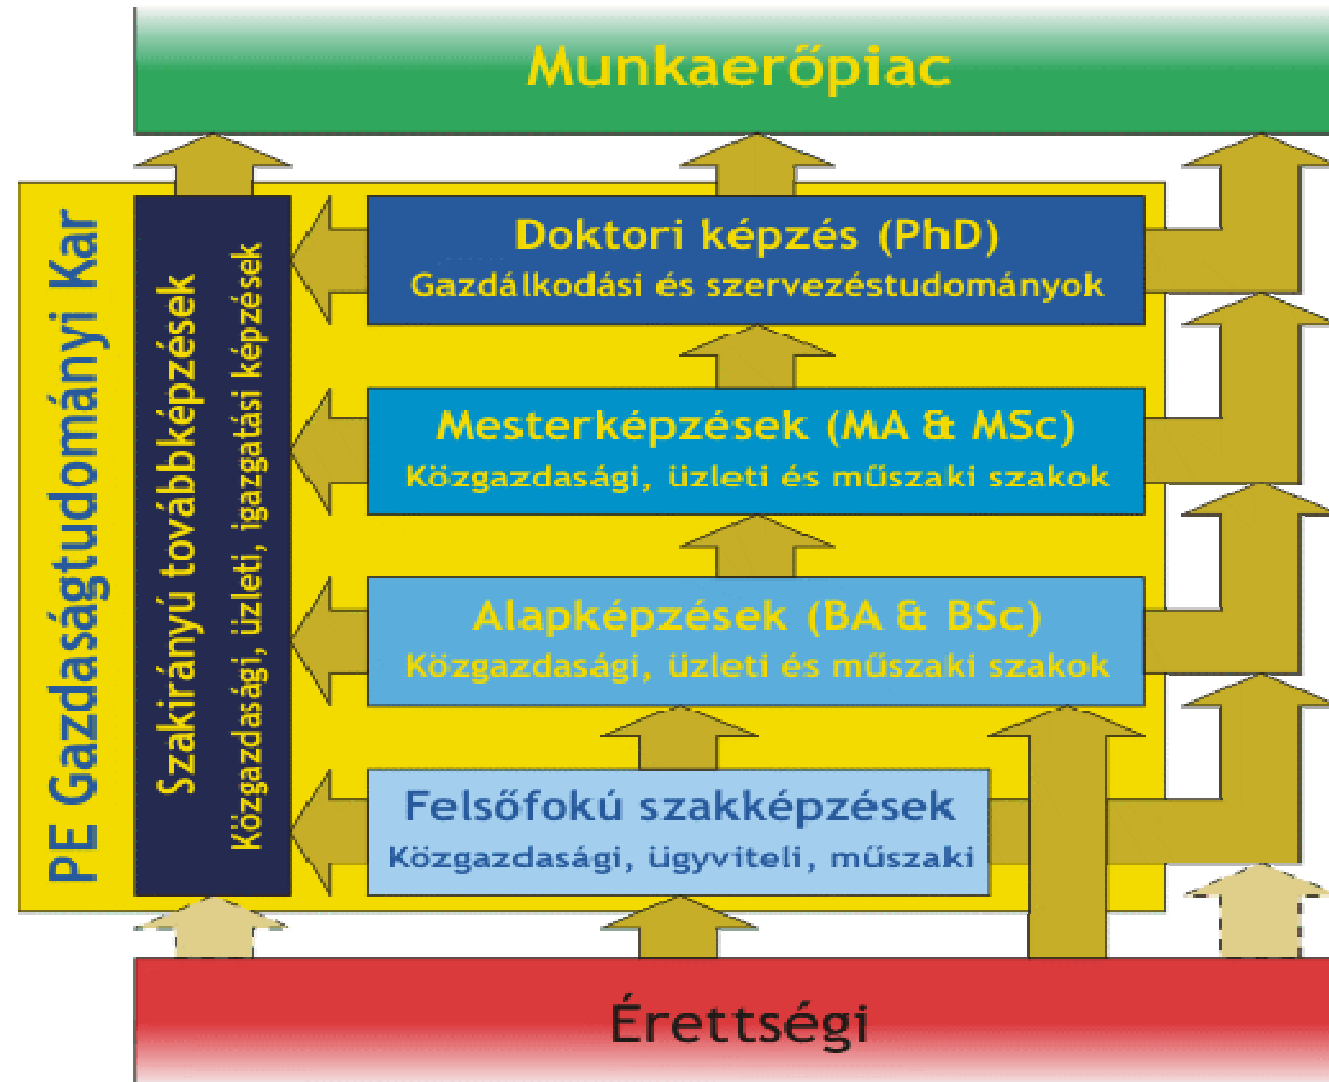 Munkaerőpiac
PE Gazdaságtudományi Kar
Szakirányú továbbképzések
Közgazdasági, üzleti, igazgatási képzések
Doktori képzés (PhD)
Gazdálkodási és szervezéstudományok
Mesterképzések (MA & MSc)
Közgazdasági, üzleti és műszaki szakok
Alapképzések (BA & BSc)
Közgazdasági, üzleti és műszaki szakok
Felsőfokú szakképzések
Közgazdasági, ügyviteli, műszaki
Érettségi